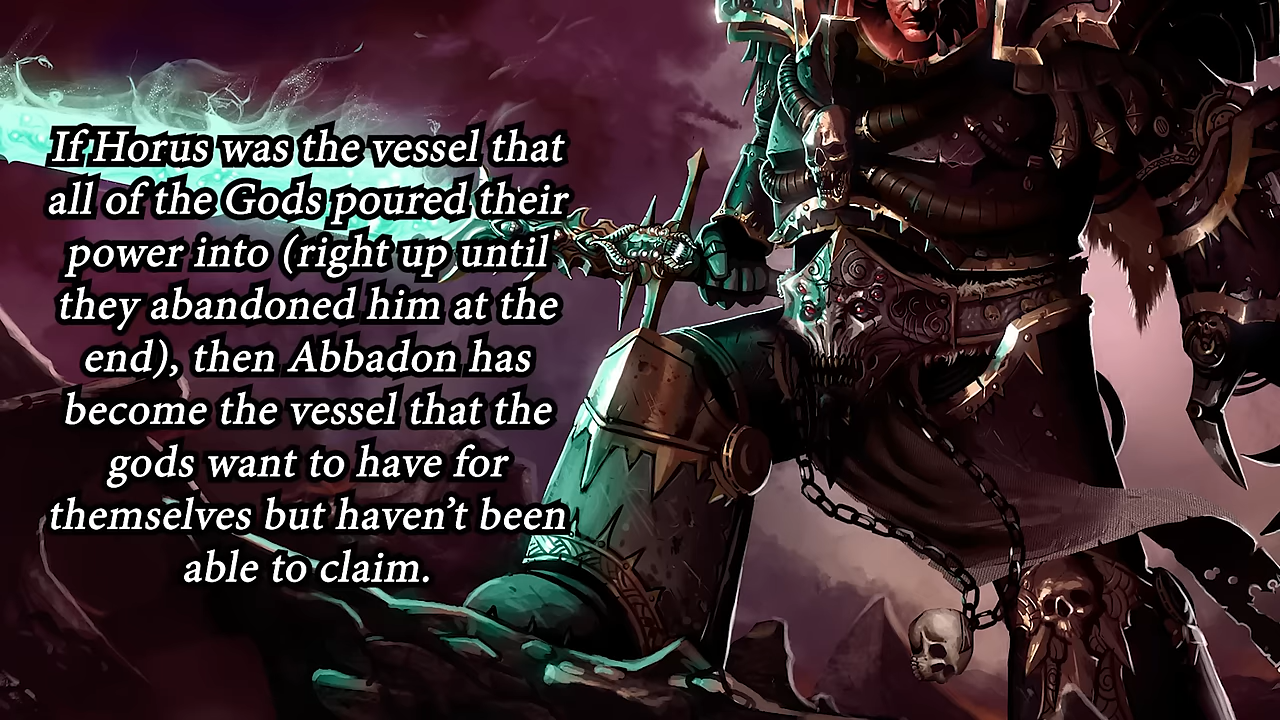 If Horus was the vessel that
all of the Gods poured their
power into (right up until
they abandoned him at the
end), then Abbadon has
become the vessel that the
gods want to have for
themselves but haven't been
able to claim.